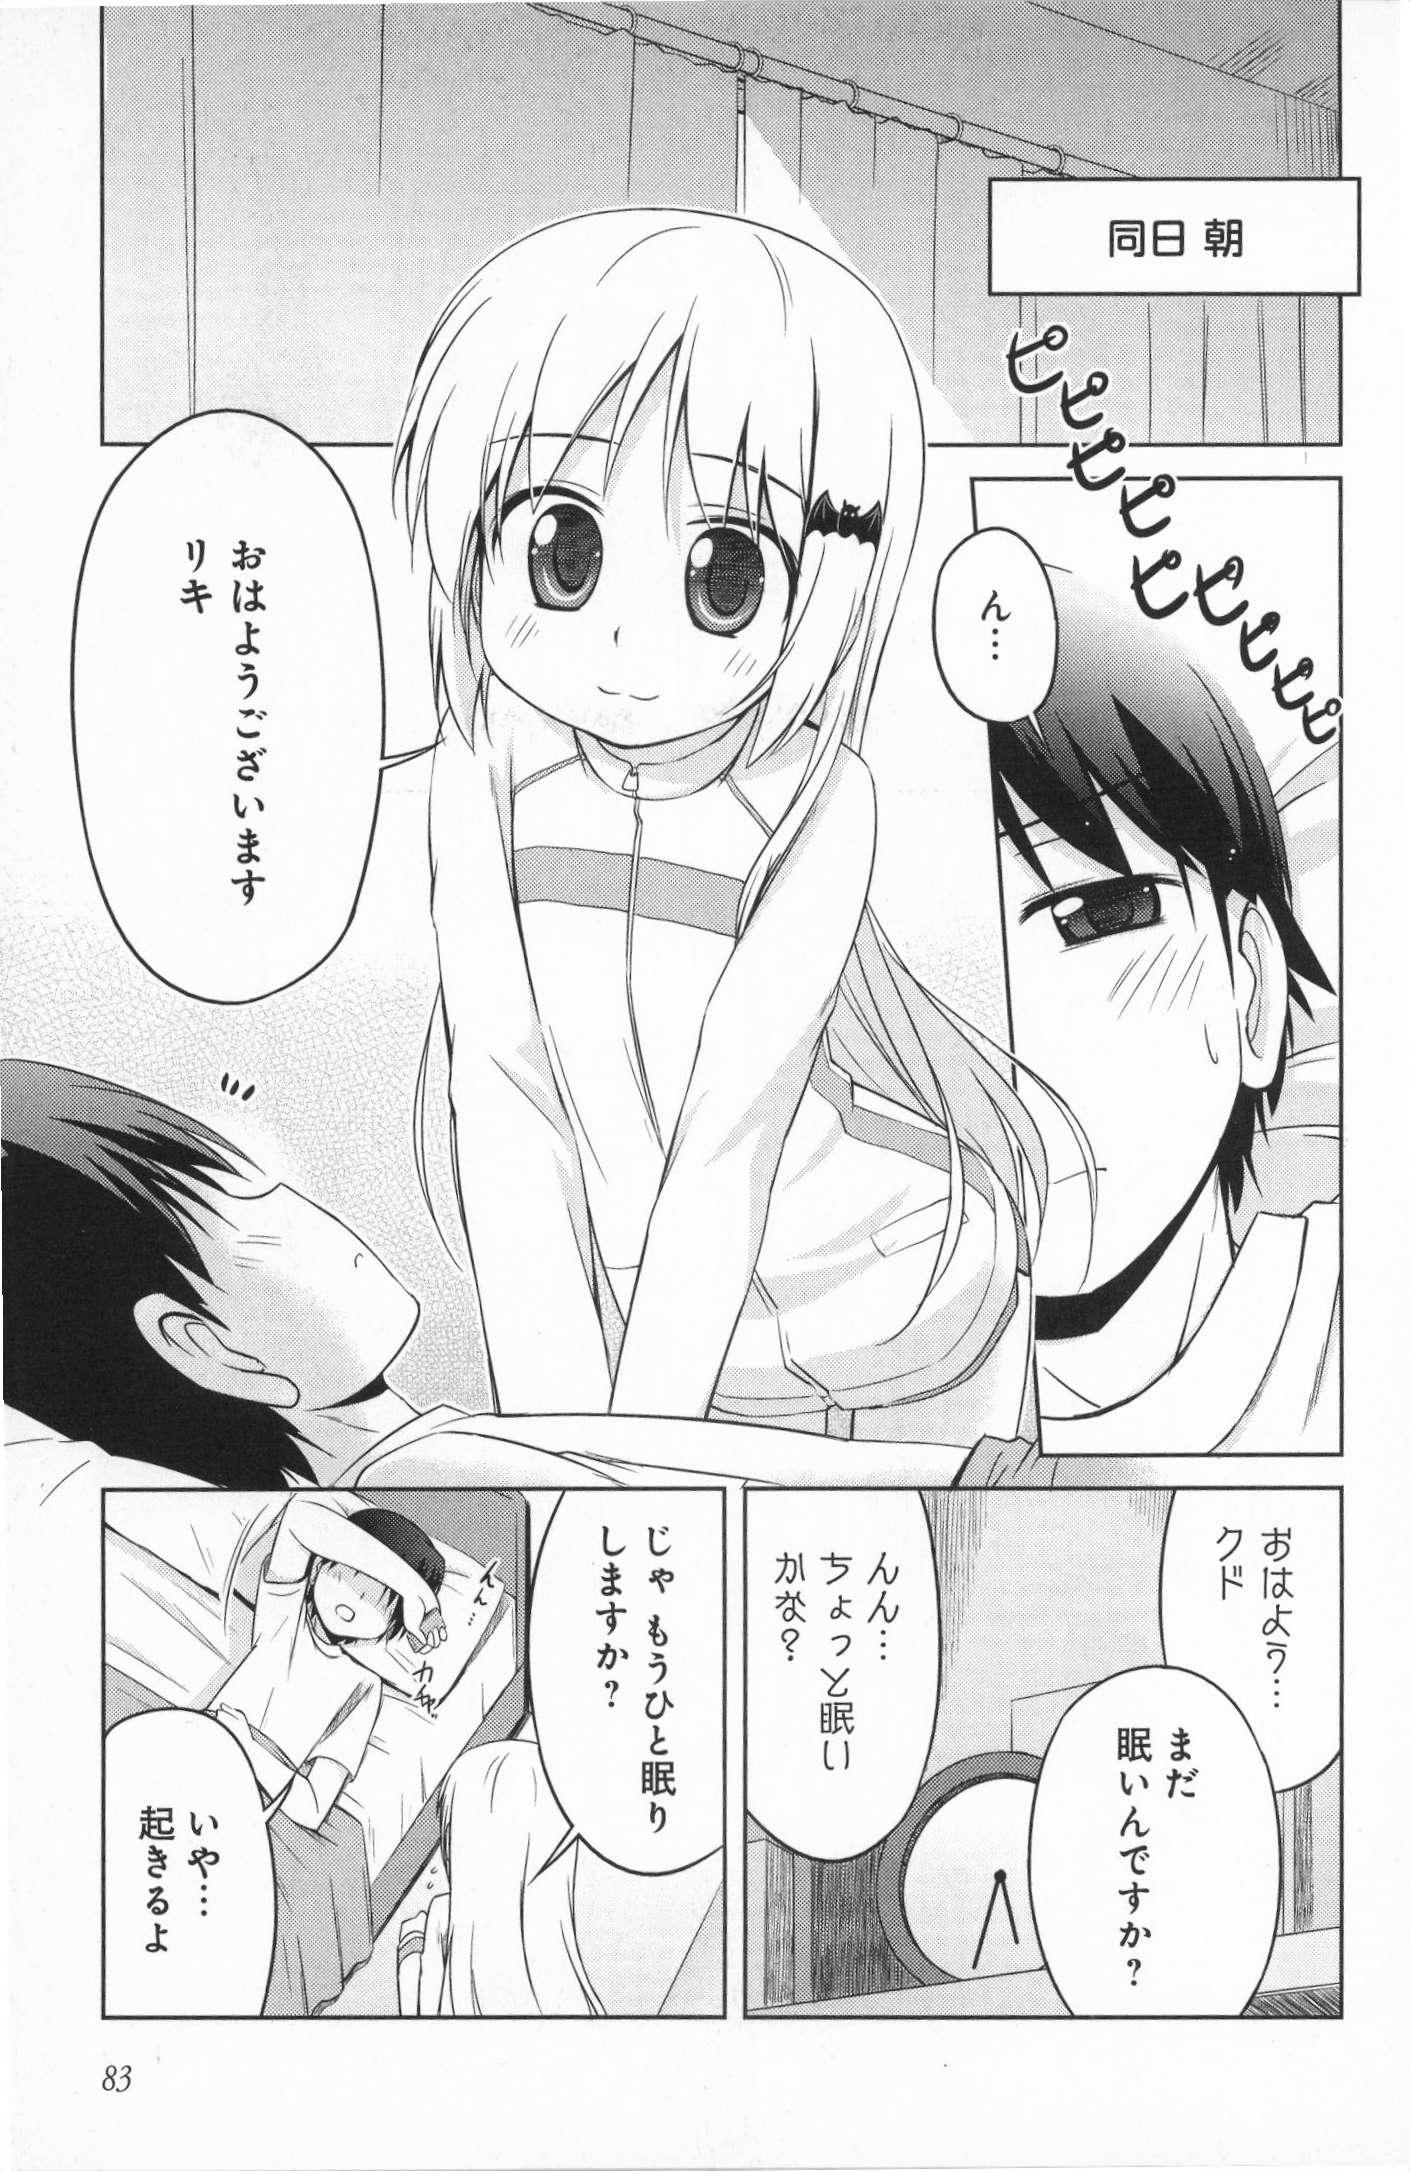 同日 朝
ピピピピピピピピピ
ん…
おはようございます
リキ
おはよう…
クド
まだ
眠いんですか?
んん…
ちょっと眠い
かな?
じゃ もうひと眠り
しますか?
んん…
カチャ
いや…
起きるよ
83